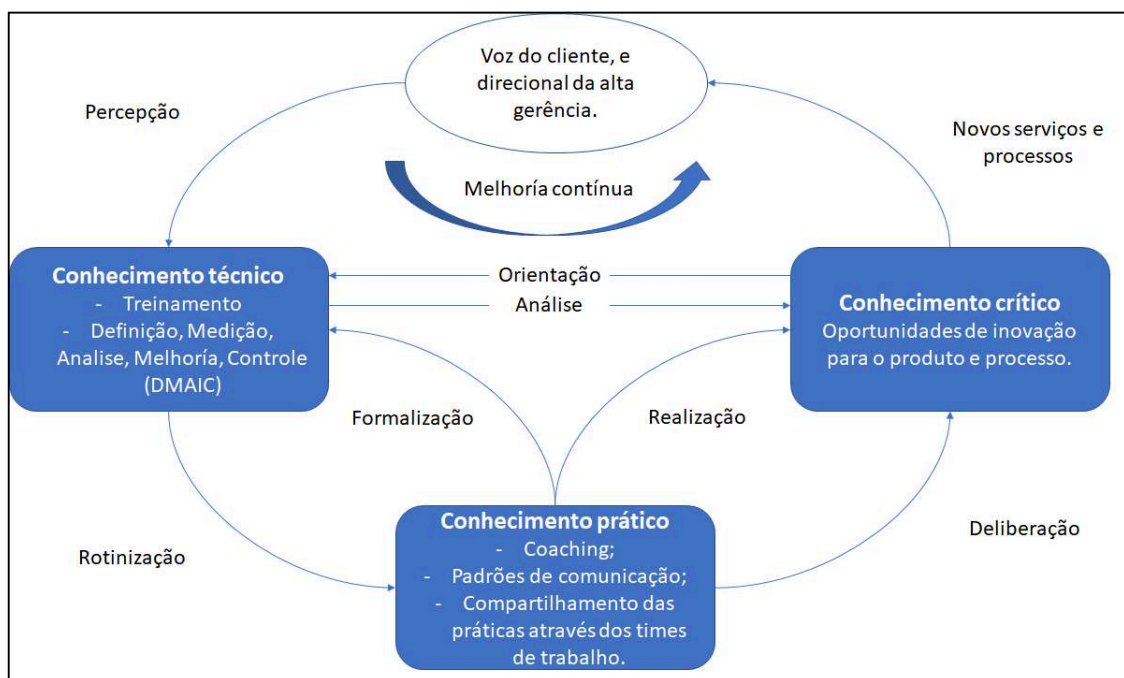 Voz do cliente, e
direcional da alta
gerência.
Percepção
Novos serviços e
processos
Melhoría contínua
Conhecimento técnico
- Treinamento
- Definição, Medição,
Analise, Melhoría, Controle
(DMAIC)
Orientação
Análise
Conhecimento crítico
Oportunidades de inovação
para o produto e processo.
Formalização
Realização
Rotinização
Conhecimento prático
- Coaching;
- Padrões de comunicação;
- Compartilhamento das
práticas através dos times
de trabalho.
Deliberação